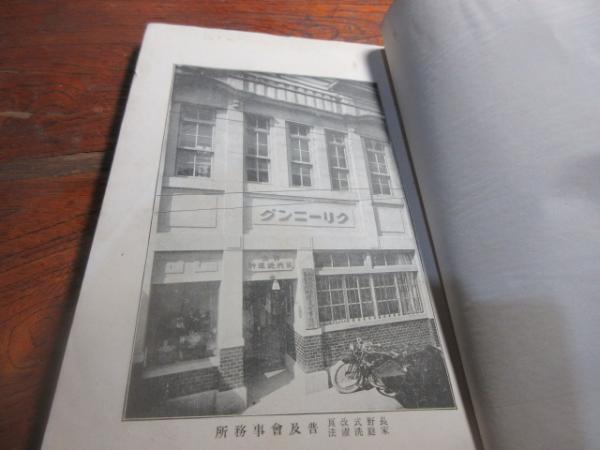 クリーニング
長野式改良
家庭洗濯法
普及會事務所